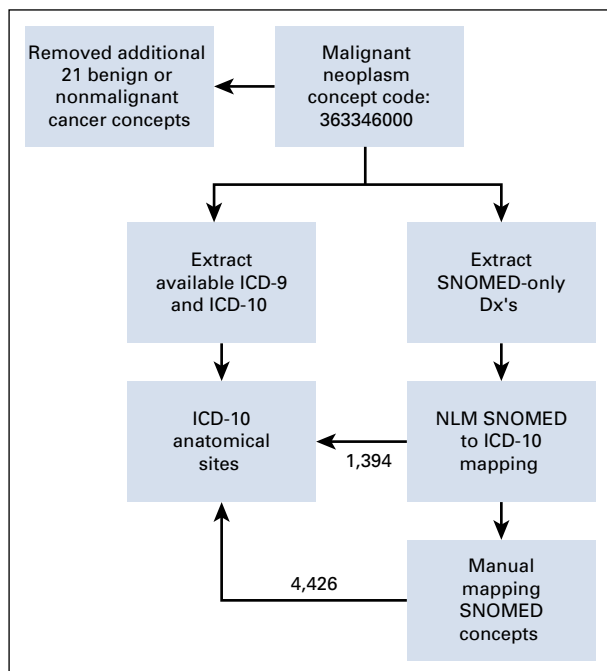 Removed additional
21 benign or
nonmalignant
cancer concepts
Malignant
neoplasm
concept code:
363346000
Extract
available ICD-9
and ICD-10
Extract
SNOMED-only
Dx's
ICD-10
anatomical
sites
1,394
NLM SNOMED
to ICD-10
mapping
4,426
Manual
mapping
SNOMED
concepts